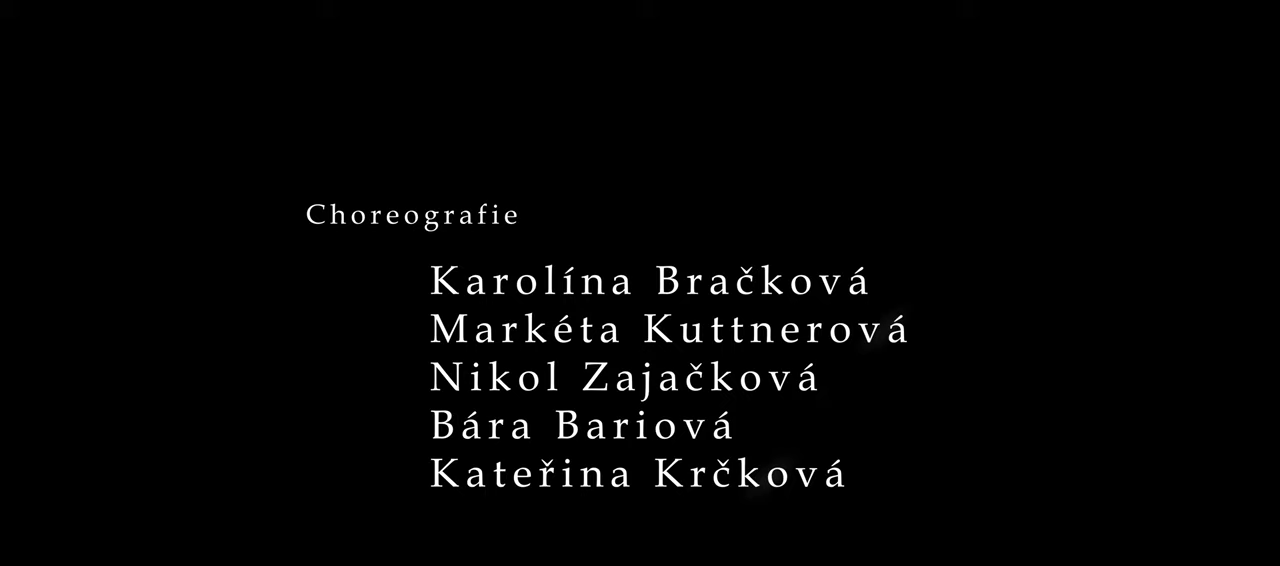 Choreografie
Karolína Bračková
Markéta Kuttnerová
Nikol Zajačková
Bára Bariová
Kateřina Krčková